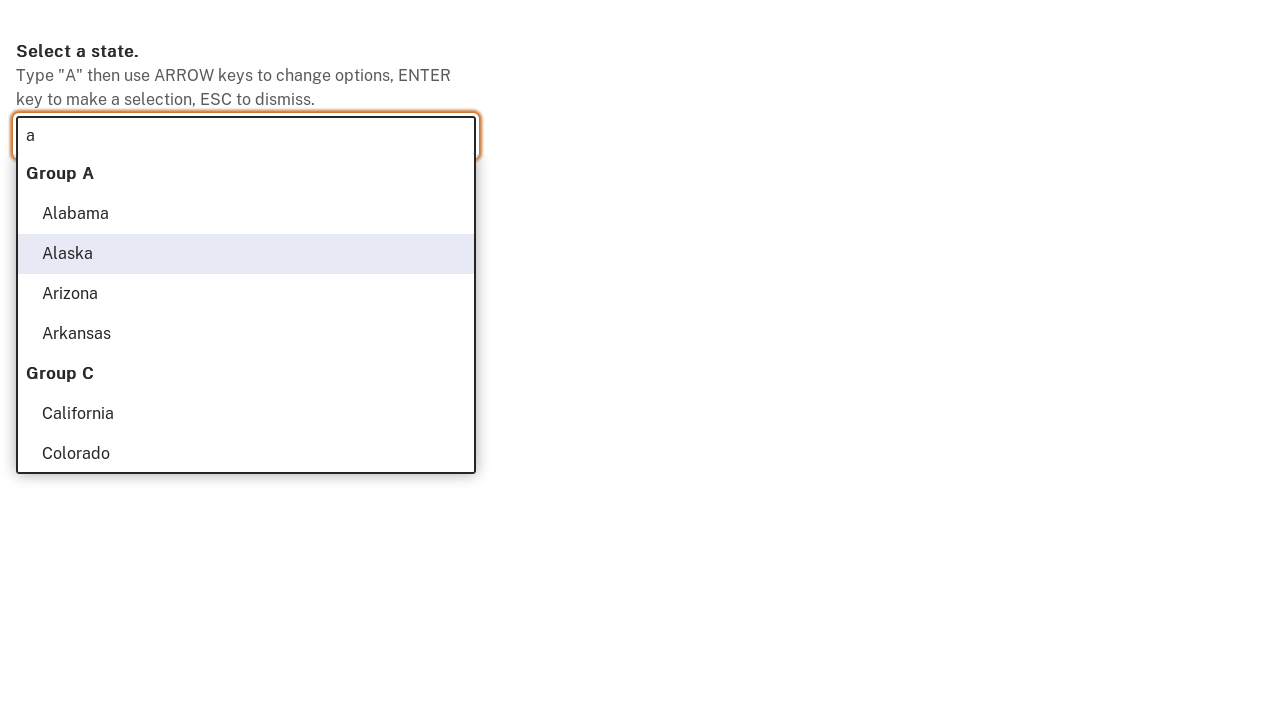 Select a state.
Type "A" then use ARROW keys to change options, ENTER
key to make a selection, ESC to dismiss.
a
Group A
Alabama
Alaska
Arizona
Arkansas
Group C
California
Colorado